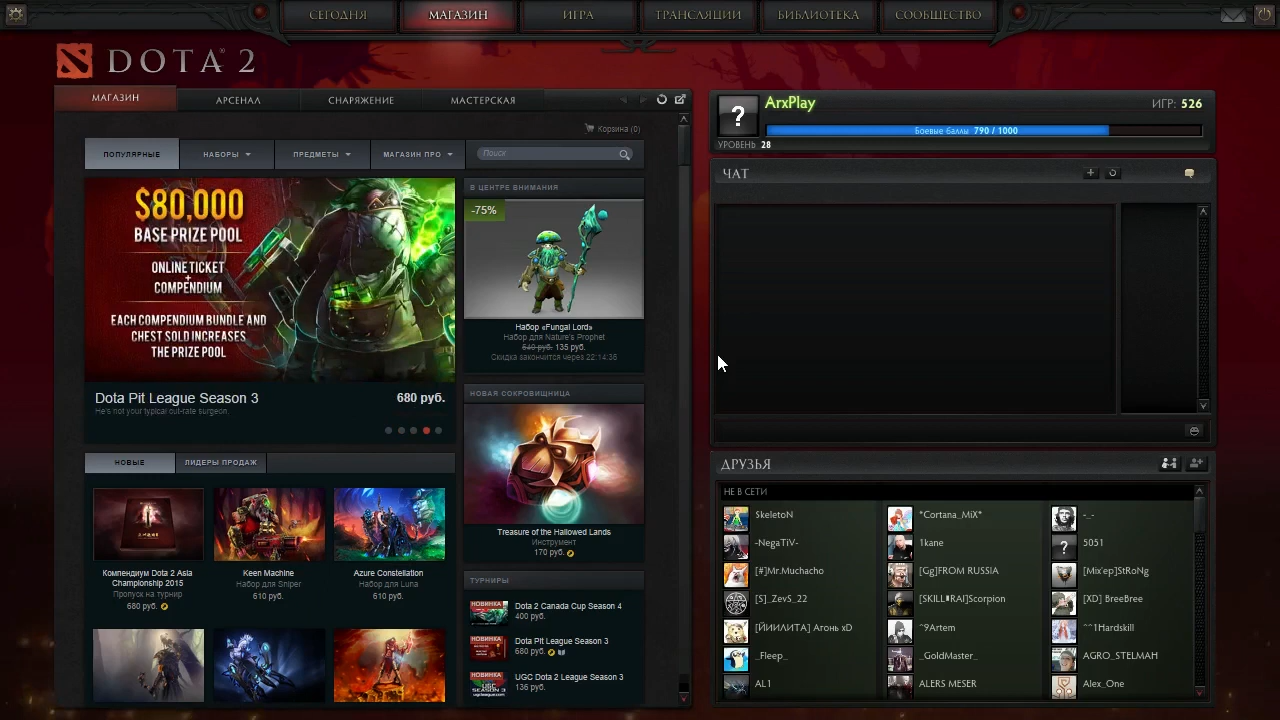 СЕГОДНЯ
МАГАЗИН
ИГРА
ТРАНСЛЯЦИИ
БИБЛИОТЕКА
СООБЩЕСТВО
DOTA 2
МАГАЗИН
АРСЕНАЛ
СНАРЯЖЕНИЕ
МАСТЕРСКАЯ
Корзина (0)
ПОПУЛЯРНЫЕ
НАБОРЫ
ПРЕДМЕТЫ
МАГАЗИН ПРО
Поиск
$80,000
BASE PRIZE POOL
ONLINE TICKET
+
COMPENDIUM
EACH COMPENDIUM BUNDLE AND
CHEST SOLD INCREASES
THE PRIZE POOL
Dota Pit League Season 3
680 руб.
He's not your typical cut-rate surgeon.
В ЦЕНТРЕ ВНИМАНИЯ
-75%
Набор «Fungal Lord»
Набор для Nature's Prophet
540 руб. 135 руб.
Скидка закончится через 22:14:36
НОВАЯ СОКРОВИЩНИЦА
Treasure of the Hallowed Lands
Инструмент
170 руб.
НОВЫЕ
ЛИДЕРЫ ПРОДАЖ
Компендиум Dota 2 Asia
Championship 2015
Пропуск на турнир
680 руб.
Keen Machine
Набор для Sniper
610 руб.
Azure Constellation
Набор для Luna
610 руб.
ТУРНИРЫ
НОВИНКА
Dota 2 Canada Cup Season 4
400 руб.
НОВИНКА
Dota Pit League Season 3
680 руб.
НОВИНКА
UGC Dota 2 League Season 3
136 руб.
?
ArxPlay
ИГР: 526
Боевые баллы 790 / 1000
УРОВЕНЬ 28
ЧАТ
ДРУЗЬЯ
НЕ В СЕТИ
SkeletoN
*Cortana_MiX*
-_-
-NegaTiV-
1kane
?
5051
[#]Mr.Muchacho
[Gg]FROM RUSSIA
[Mix'ep]StRoNg
[S]_ZevS_22
[SKILL▮RAI]Scorpion
[XD] BreeBree
[ЙИИЛИТА] Агонь xD
^9Artem
^^1Hardskill
_Fleep_
_GoldMaster_
AGRO_STELMAH
AL1
ALERS MESER
Alex_One